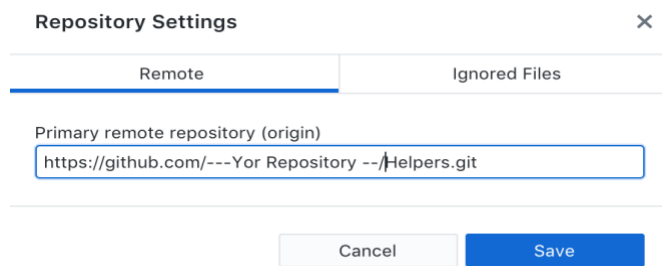 Repository Settings
Remote
Ignored Files
Primary remote repository (origin)
https://github.com/---Yor Repository --/Helpers.git
Cancel
Save